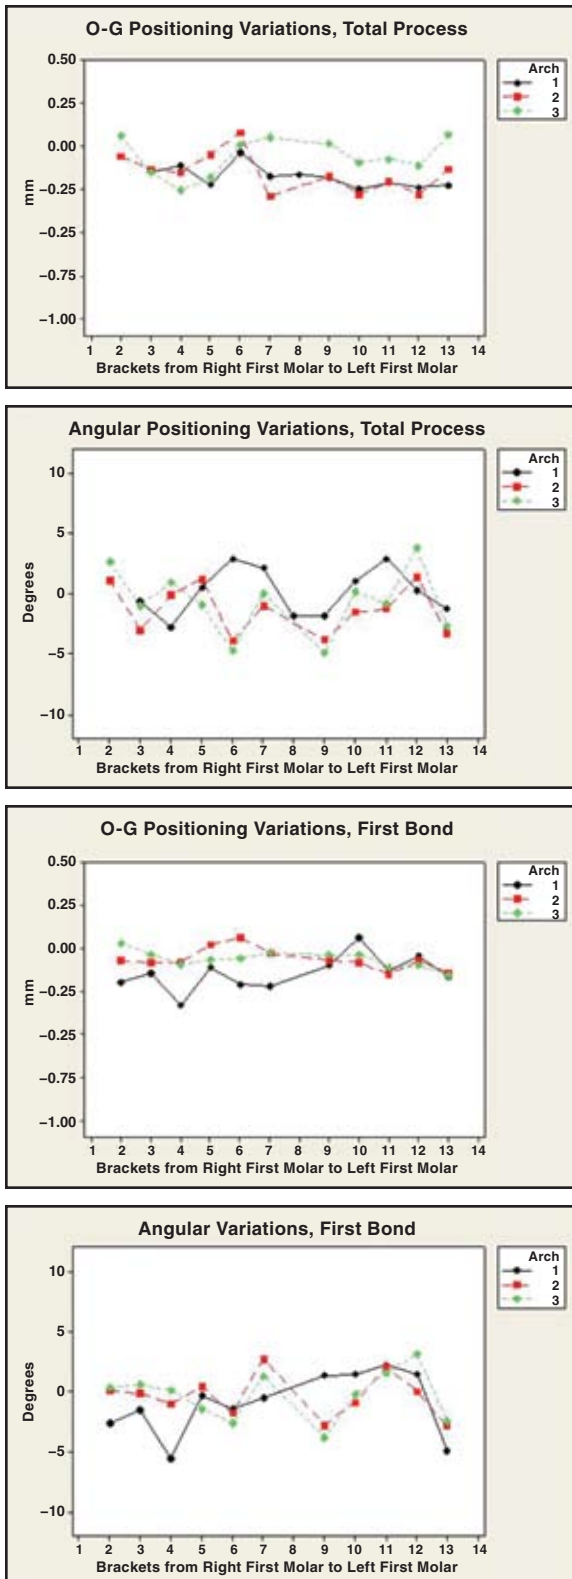 O-G Positioning Variations, Total Process
0.50
0.25
0.00
−0.25
−0.25
−0.75
−1.00
mm
1 2 3 4 5 6 7 8 9 10 11 12 13 14
Brackets from Right First Molar to Left First Molar
Arch
1
2
3
Angular Positioning Variations, Total Process
10
5
0
−5
−10
Degrees
1 2 3 4 5 6 7 8 9 10 11 12 13 14
Brackets from Right First Molar to Left First Molar
Arch
1
2
3
O-G Positioning Variations, First Bond
0.50
0.25
0.00
−0.25
−0.25
−0.75
−1.00
mm
1 2 3 4 5 6 7 9 10 11 12 13 14
Brackets from Right First Molar to Left First Molar
Arch
1
2
3
Angular Variations, First Bond
10
5
0
−5
−10
Degrees
1 2 3 4 5 6 7 8 9 10 11 12 13 14
Brackets from Right First Molar to Left First Molar
Arch
1
2
3